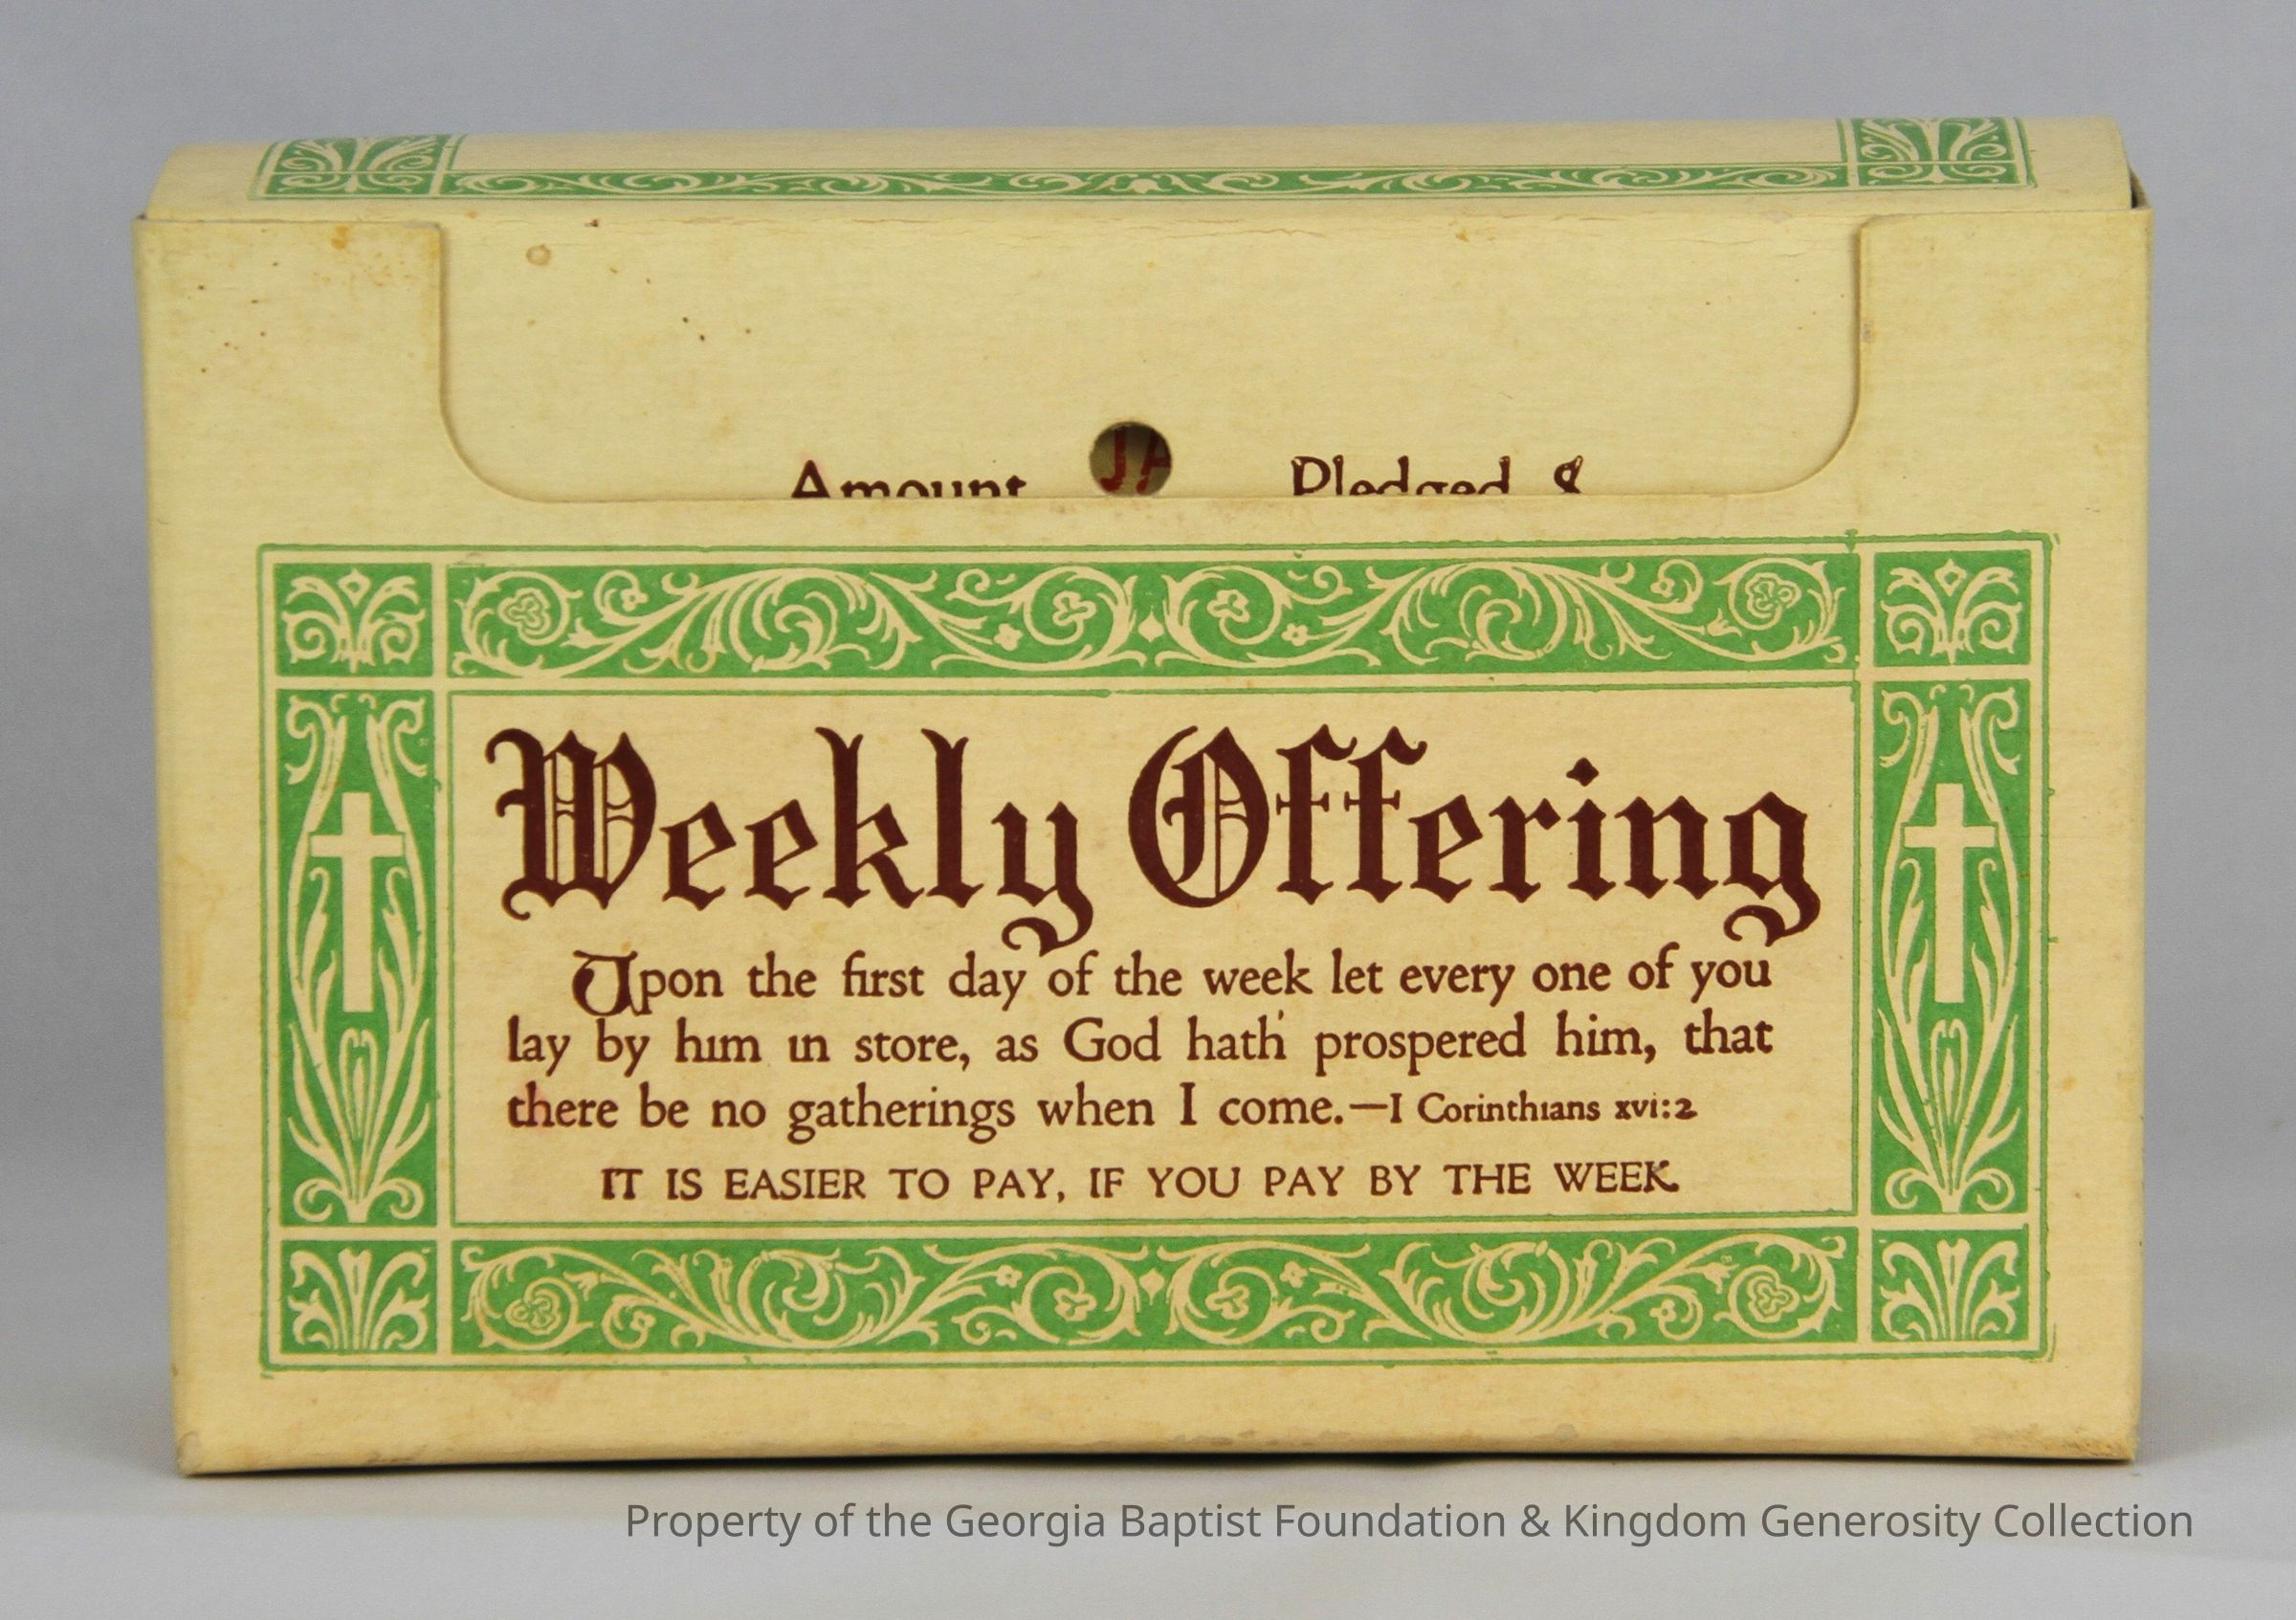 Amount JA Pledged $
Weekly Offering
Upon the first day of the week let every one of you
lay by him in store, as God hath prospered him, that
there be no gatherings when I come.—I Corinthians xvi:2
IT IS EASIER TO PAY, IF YOU PAY BY THE WEEK
Property of the Georgia Baptist Foundation & Kingdom Generosity Collection